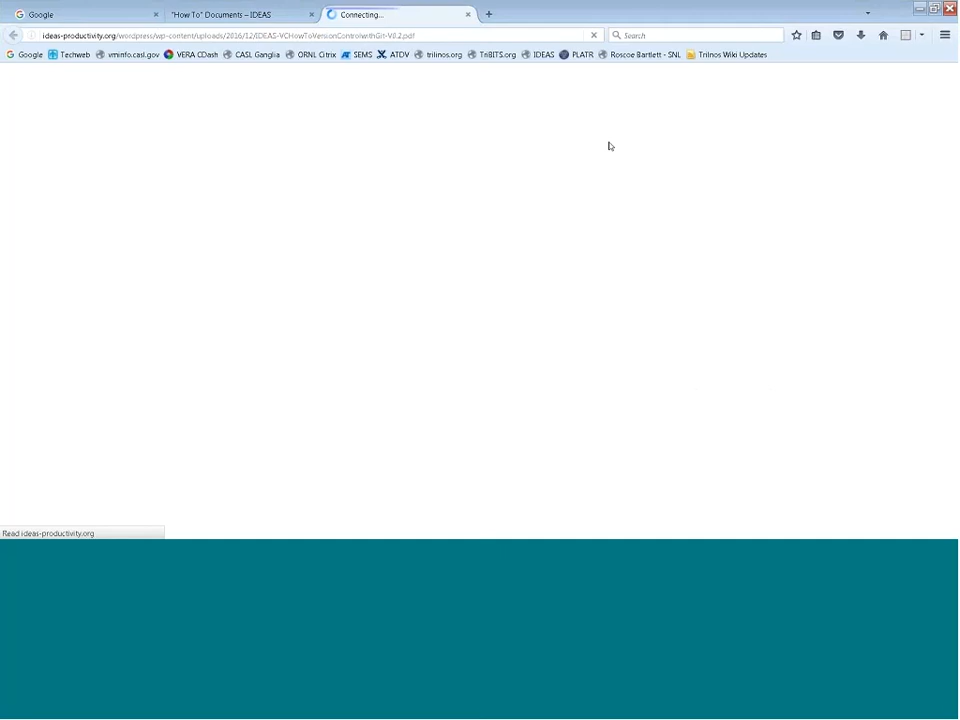 Google
"How To" Documents – IDEAS
Connecting...
ideas-productivity.org/wordpress/wp-content/uploads/2016/12/IDEAS-VCHowToVersionControlwithGit-V0.2.pdf
Search
Google Techweb vminfo.casl.gov VERA CDash CASL Ganglia ORNL Citrix SEMS ATDV trilinos.org TriBITS.org IDEAS PLATR Roscoe Bartlett - SNL Trilnos Wiki Updates
Read ideas-productivity.org